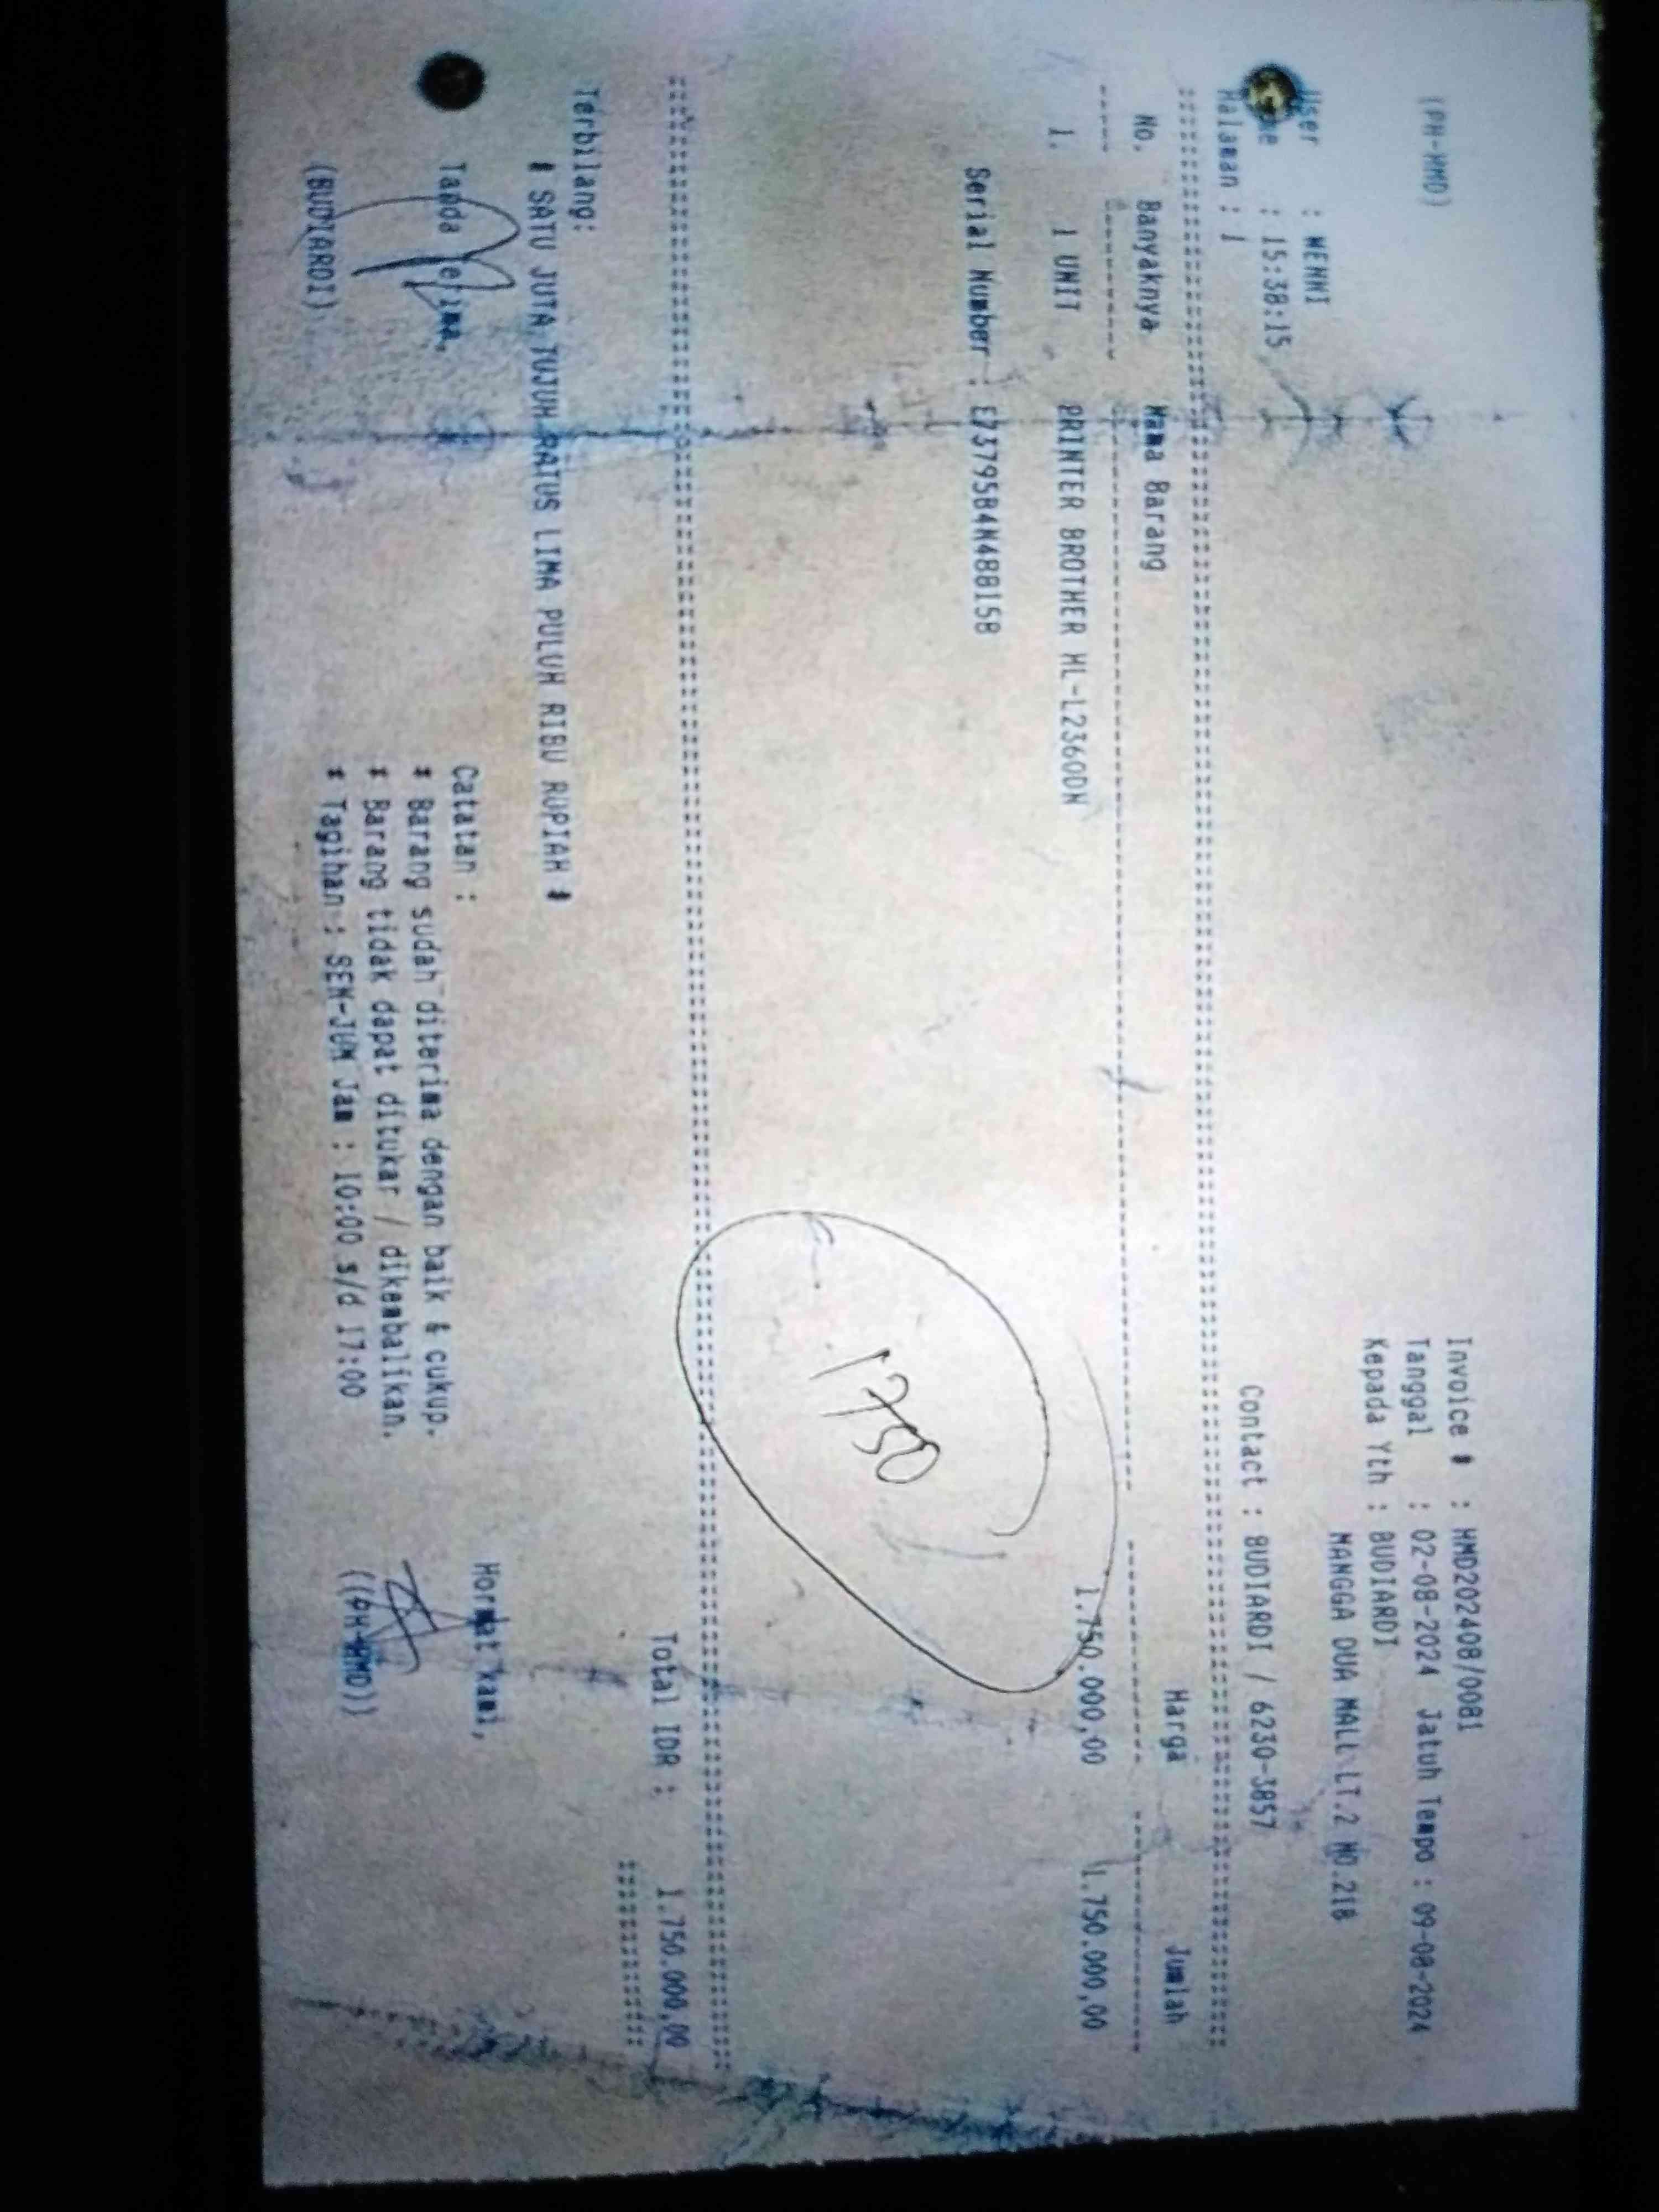 (PH-HMD)
Invoice # : HMD202408/0081
Tanggal : 02-08-2024 Jatuh Tempo : 09-08-2024
Kepada Yth : BUDIARDI
MANGGA DUA MALL LT.2 NO.21B
User : WENNI
: 15:38:15
Halaman : 1
Contact : BUDIARDI / 6230-3857
No. Banyaknya Nama Barang Harga Jumlah
1. 1 UNIT PRINTER BROTHER HL-L2360DN 1.750.000,00 1.750.000,00
Serial Number : E73795B4N488158
1750
Total IDR : 1.750.000,00
Terbilang:
# SATU JUTA TUJUH RATUS LIMA PULUH RIBU RUPIAH #
Tanda Terima,
(BUDIARDI)
Catatan :
* Barang sudah diterima dengan baik & cukup.
* Barang tidak dapat ditukar / dikembalikan.
* Tagihan : SEN-JUM Jam : 10:00 s/d 17:00
Hormat kami,
((PH-HMD))